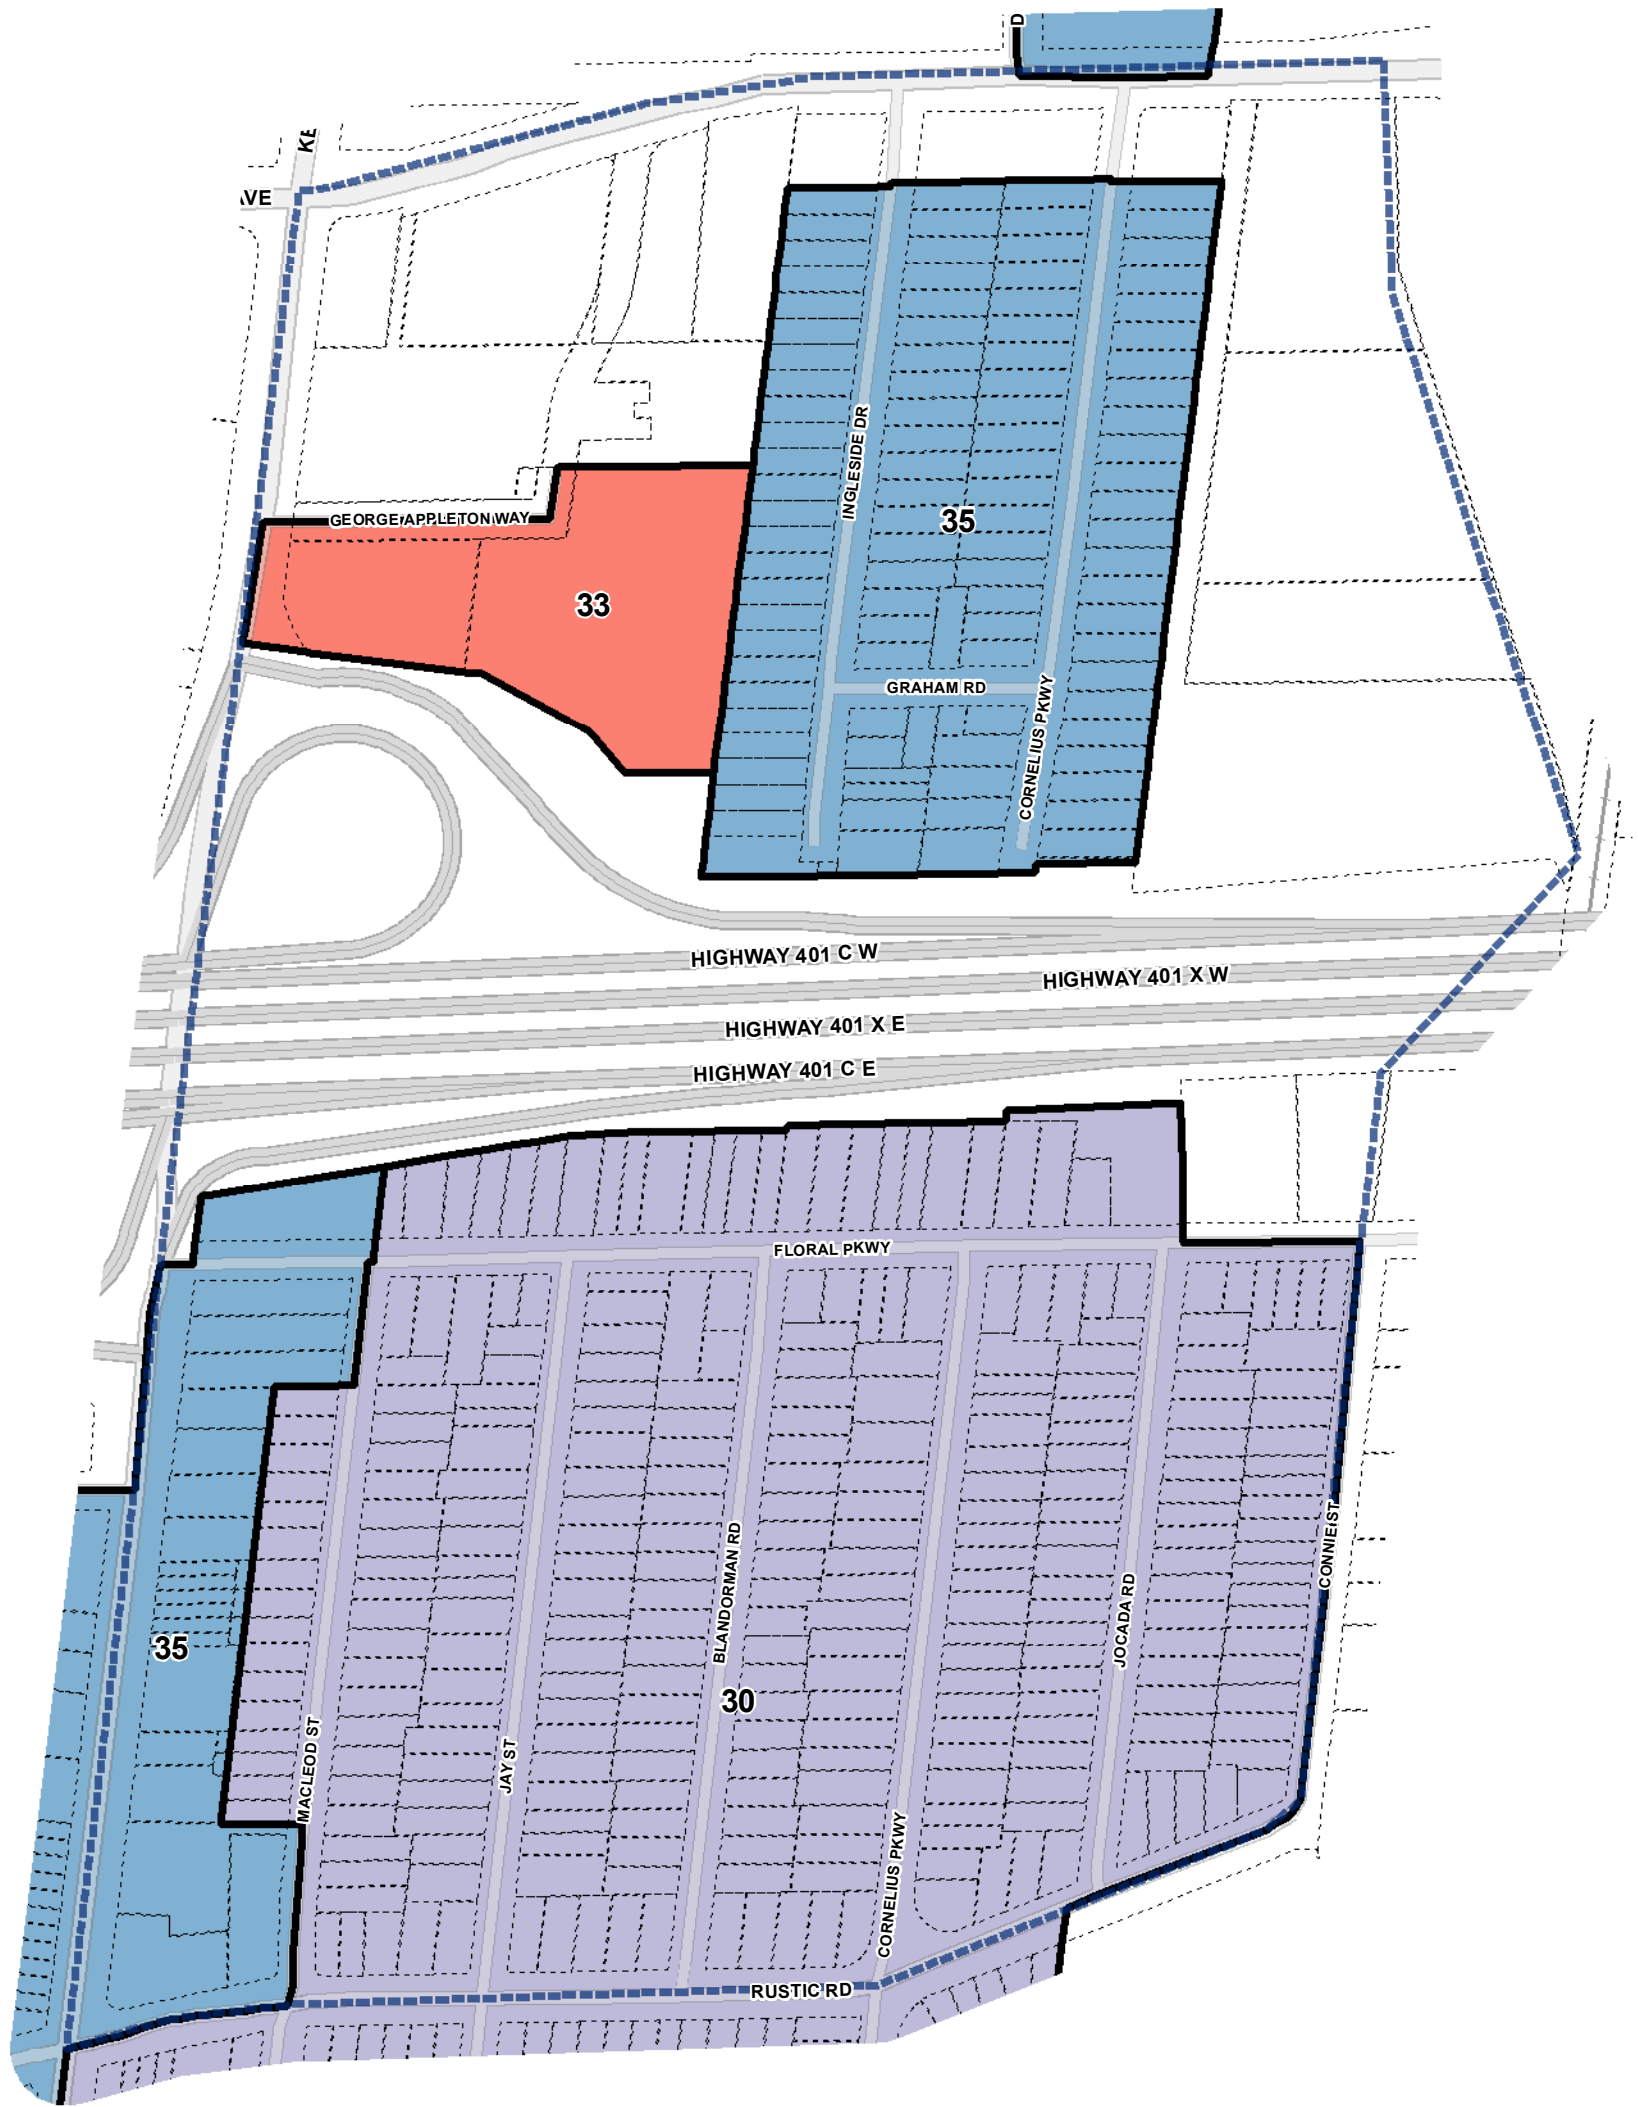 D
KE
VE
INGLESIDE DR
GEORGE APPLETON WAY
35
33
GRAHAM RD
CORNELIUS PKWY
HIGHWAY 401 C W
HIGHWAY 401 X W
HIGHWAY 401 X E
HIGHWAY 401 C E
FLORAL PKWY
CONNIE ST
BLANDORMAN RD
JOCADA RD
35
30
MACLEOD ST
JAY ST
CORNELIUS PKWY
RUSTIC RD